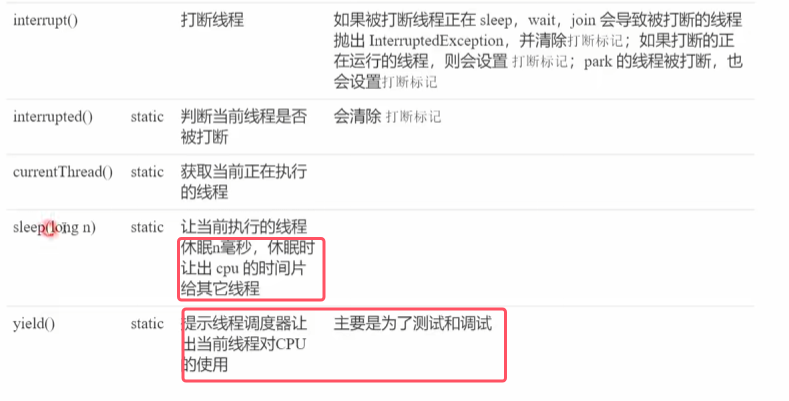 interrupt() 打断线程 如果被打断线程正在 sleep，wait，join 会导致被打断的线程
抛出 InterruptedException，并清除打断标记；如果打断的正
在运行的线程，则会设置 打断标记；park 的线程被打断，也
会设置打断标记
interrupted() static 判断当前线程是否 会清除 打断标记
被打断
currentThread() static 获取当前正在执行
的线程
sleep(long n) static 让当前执行的线程
休眠n毫秒，休眠时
让出 cpu 的时间片
给其它线程
yield() static 提示线程调度器让 主要是为了测试和调试
出当前线程对CPU
的使用